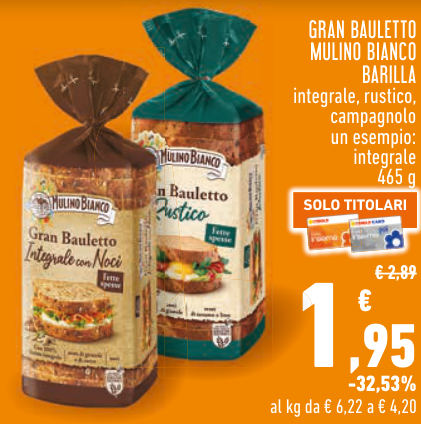 GRAN BAULETTO
MULINO BIANCO
BARILLA
integrale, rustico,
campagnolo
un esempio:
integrale
465 g
SOLO TITOLARI
€ 2,89
€
1,95
-32,53%
al kg da € 6,22 a € 4,20
MULINO BIANCO
Gran Bauletto
Integrale con Noci
Fette
spesse
MULINO BIANCO
n Bauletto
Rustico
Fette
spesse